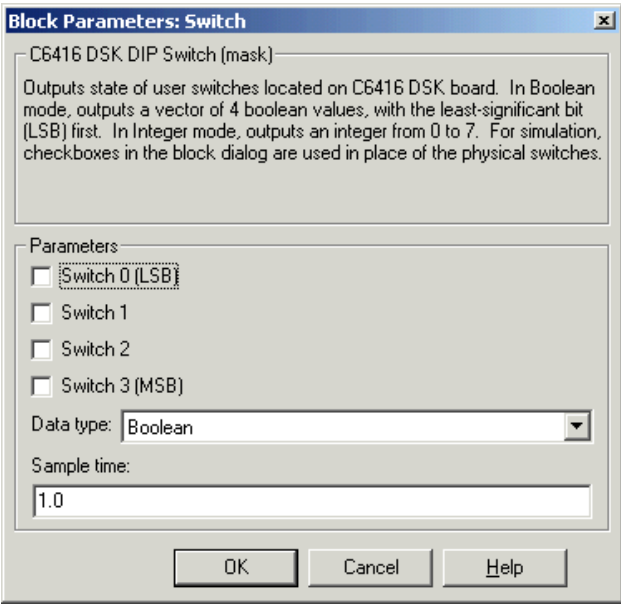 Block Parameters: Switch
C6416 DSK DIP Switch (mask)
Outputs state of user switches located on C6416 DSK board. In Boolean
mode, outputs a vector of 4 boolean values, with the least-significant bit
(LSB) first. In Integer mode, outputs an integer from 0 to 7. For simulation,
checkboxes in the block dialog are used in place of the physical switches.
Parameters
Switch 0 (LSB)
Switch 1
Switch 2
Switch 3 (MSB)
Data type: Boolean
Sample time:
1.0
OK Cancel Help